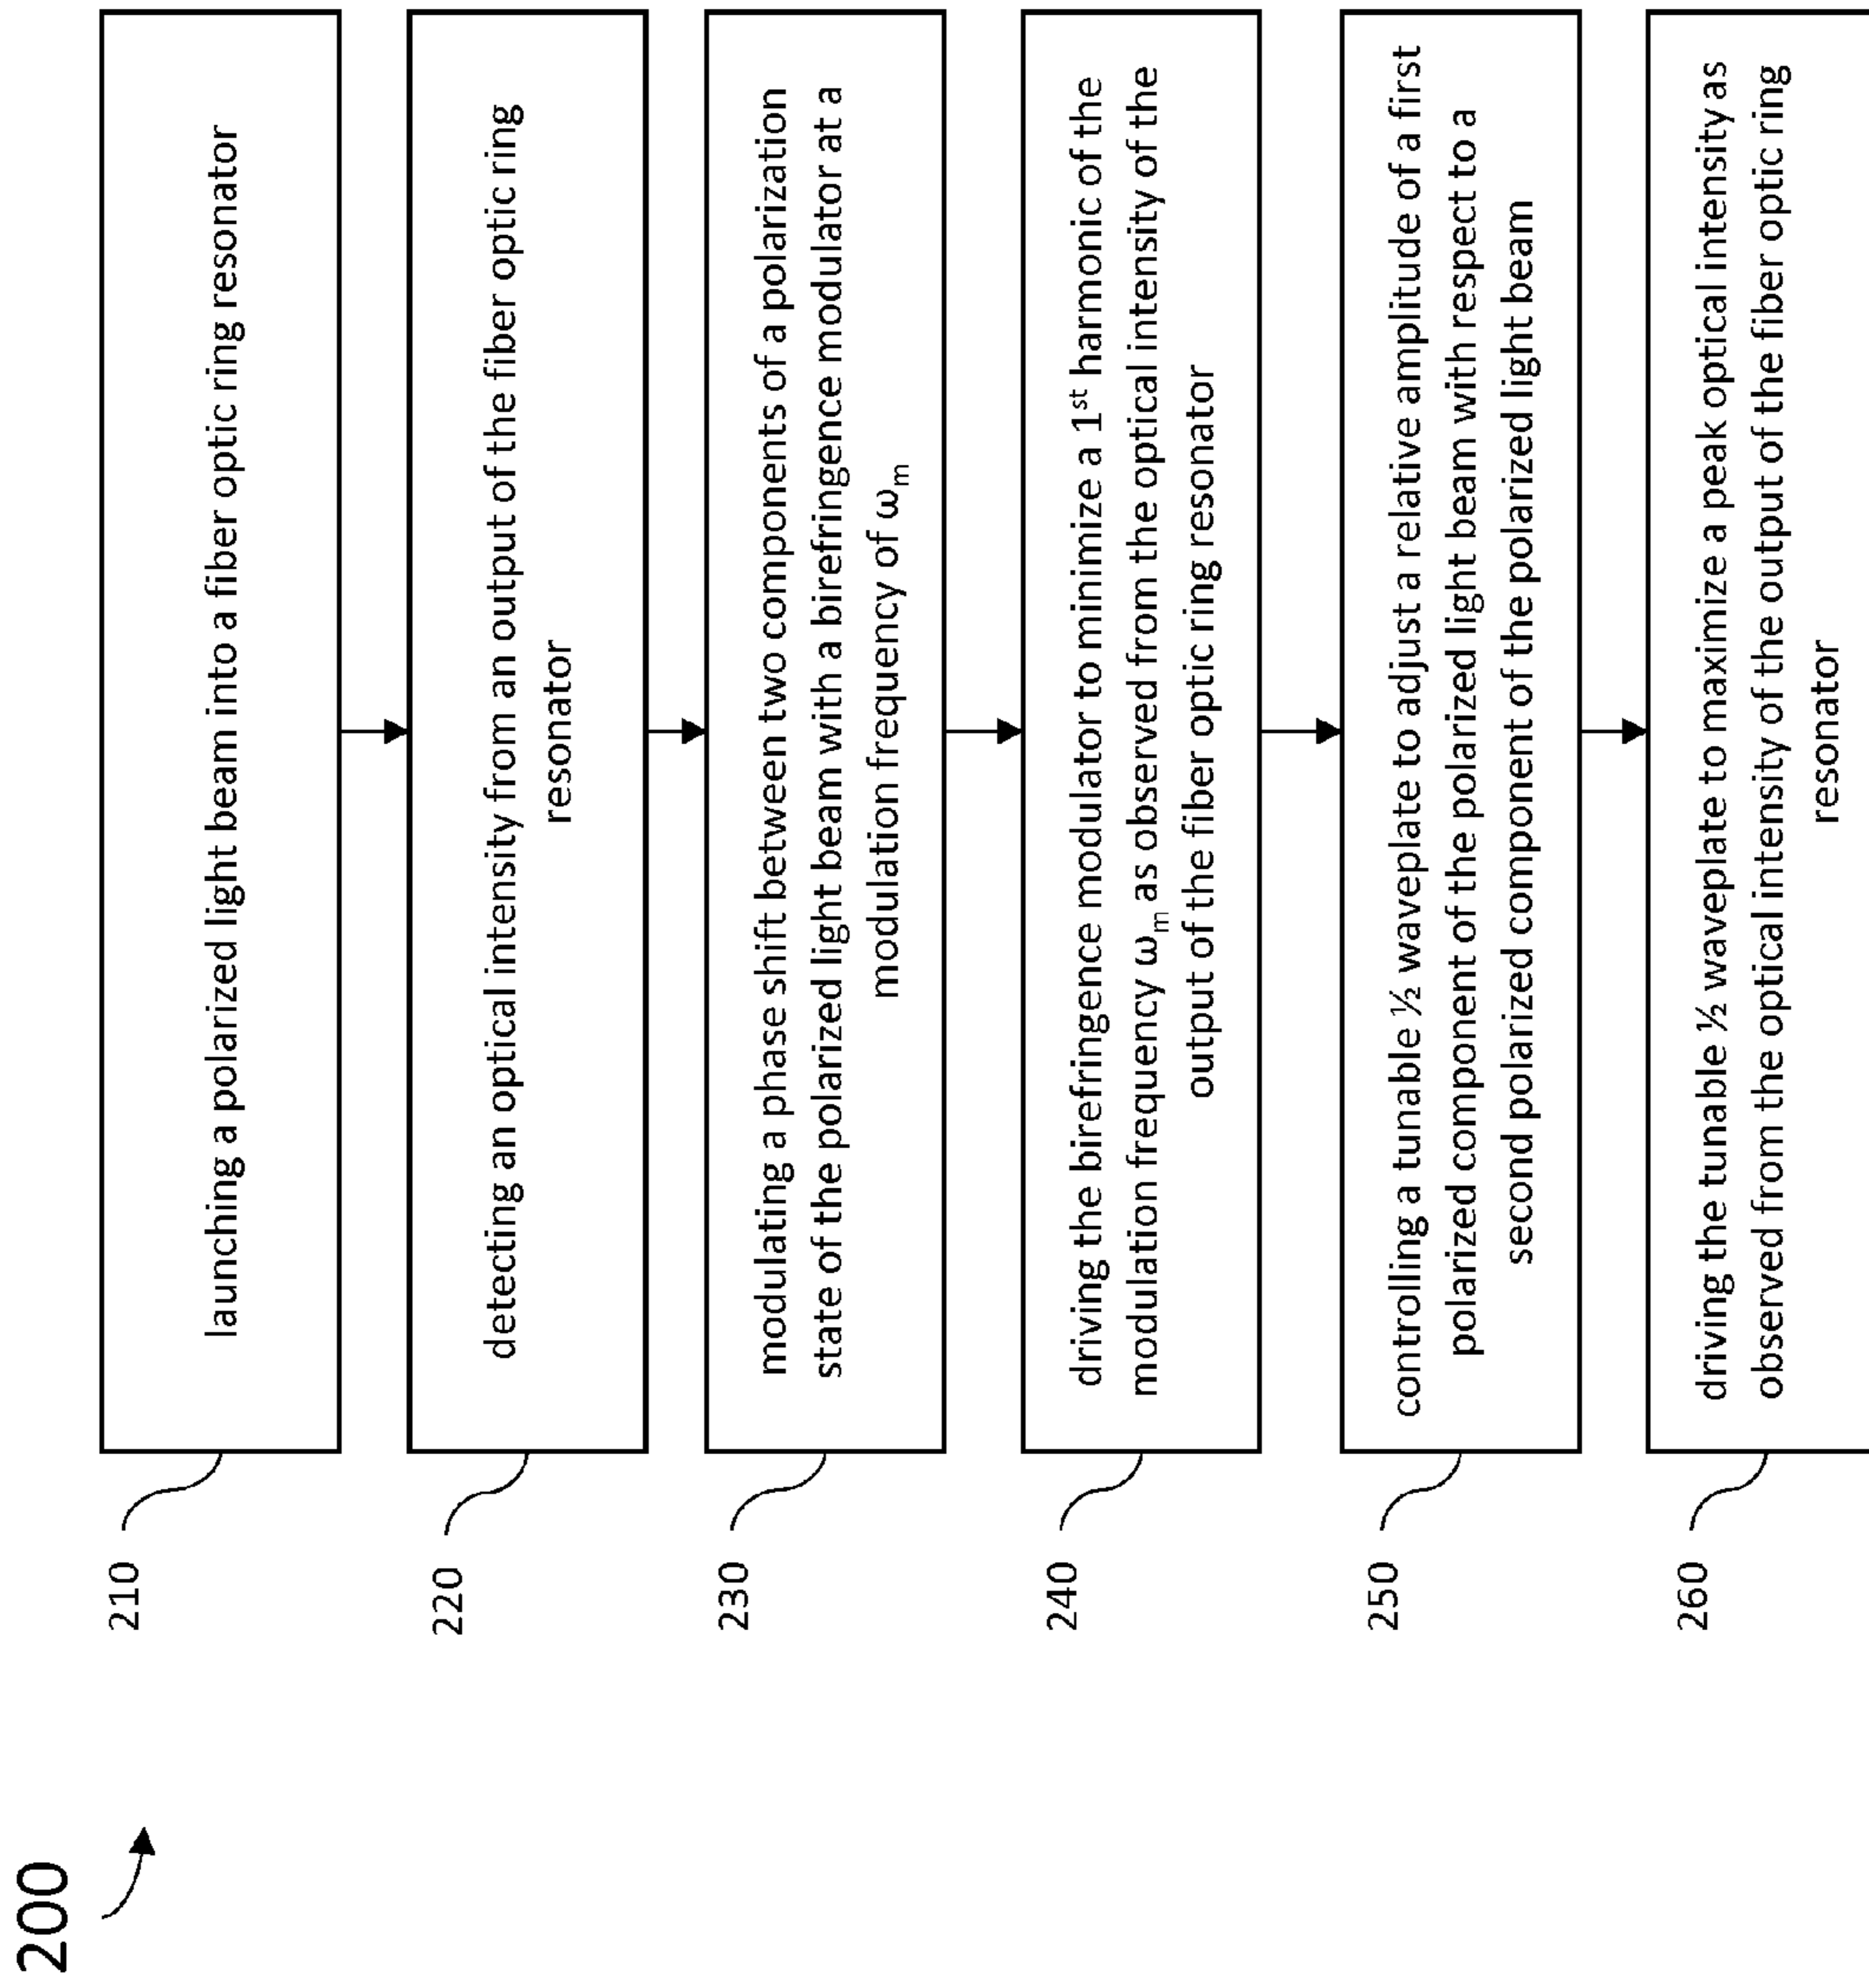 200
210
launching a polarized light beam into a fiber optic ring resonator
220
detecting an optical intensity from an output of the fiber optic ring
resonator
230
modulating a phase shift between two components of a polarization
state of the polarized light beam with a birefringence modulator at a
modulation frequency of ωm
240
driving the birefringence modulator to minimize a 1st harmonic of the
modulation frequency ωm as observed from the optical intensity of the
output of the fiber optic ring resonator
250
controlling a tunable ½ waveplate to adjust a relative amplitude of a first
polarized component of the polarized light beam with respect to a
second polarized component of the polarized light beam
260
driving the tunable ½ waveplate to maximize a peak optical intensity as
observed from the optical intensity of the output of the fiber optic ring
resonator